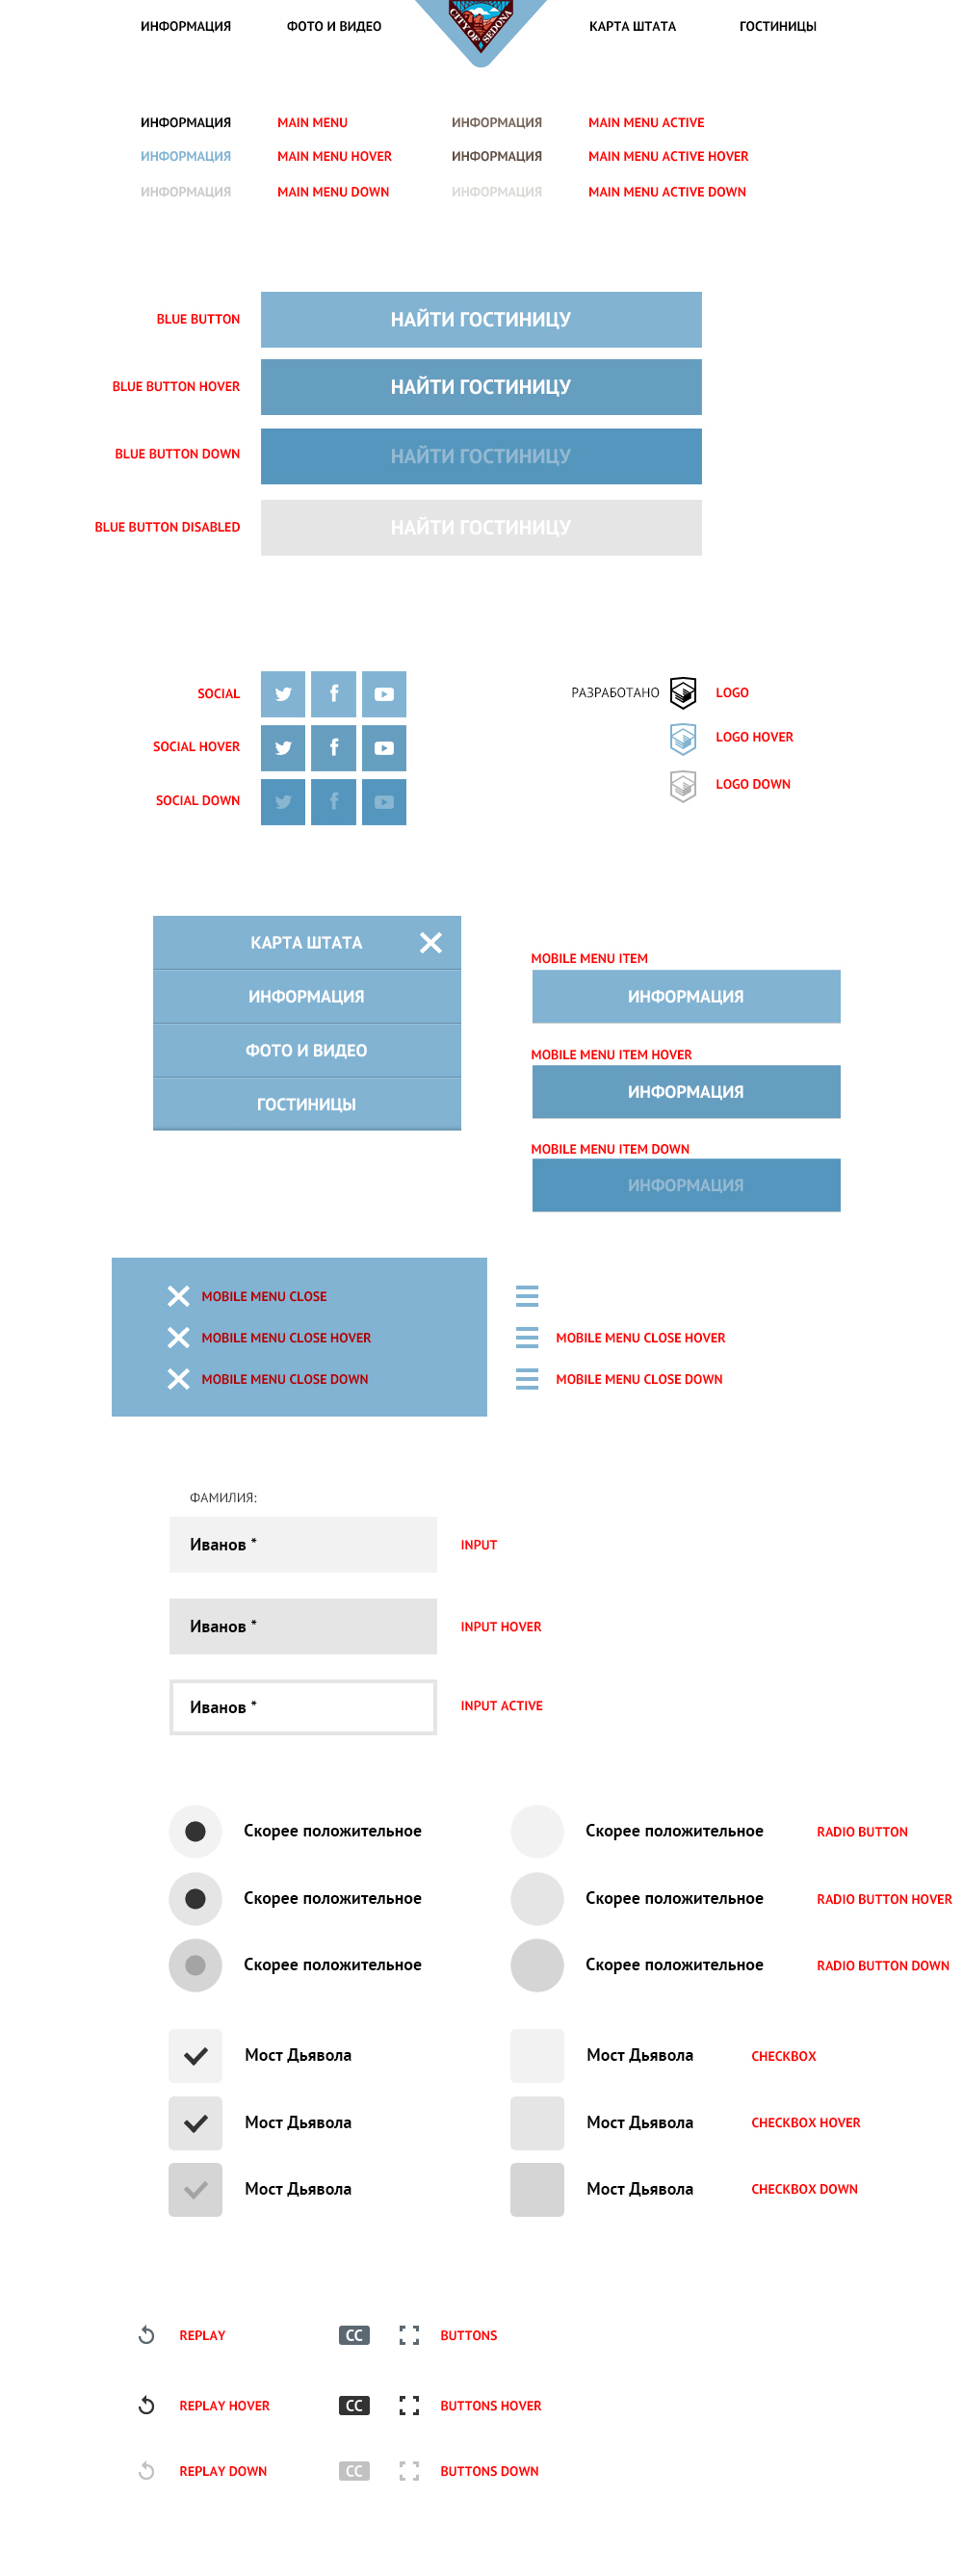 ИНФОРМАЦИЯ ФОТО И ВИДЕО CITY OF SEDONA КАРТА ШТАТА ГОСТИНИЦЫ
ИНФОРМАЦИЯ MAIN MENU ИНФОРМАЦИЯ MAIN MENU ACTIVE
ИНФОРМАЦИЯ MAIN MENU HOVER ИНФОРМАЦИЯ MAIN MENU ACTIVE HOVER
ИНФОРМАЦИЯ MAIN MENU DOWN ИНФОРМАЦИЯ MAIN MENU ACTIVE DOWN
BLUE BUTTON НАЙТИ ГОСТИНИЦУ
BLUE BUTTON HOVER НАЙТИ ГОСТИНИЦУ
BLUE BUTTON DOWN НАЙТИ ГОСТИНИЦУ
BLUE BUTTON DISABLED НАЙТИ ГОСТИНИЦУ
SOCIAL РАЗРАБОТАНО LOGO
SOCIAL HOVER LOGO HOVER
SOCIAL DOWN LOGO DOWN
КАРТА ШТАТА
ИНФОРМАЦИЯ
ФОТО И ВИДЕО
ГОСТИНИЦЫ
MOBILE MENU ITEM
ИНФОРМАЦИЯ
MOBILE MENU ITEM HOVER
ИНФОРМАЦИЯ
MOBILE MENU ITEM DOWN
ИНФОРМАЦИЯ
MOBILE MENU CLOSE
MOBILE MENU CLOSE HOVER MOBILE MENU CLOSE HOVER
MOBILE MENU CLOSE DOWN MOBILE MENU CLOSE DOWN
ФАМИЛИЯ:
Иванов * INPUT
Иванов * INPUT HOVER
Иванов * INPUT ACTIVE
Скорее положительное Скорее положительное RADIO BUTTON
Скорее положительное Скорее положительное RADIO BUTTON HOVER
Скорее положительное Скорее положительное RADIO BUTTON DOWN
Мост Дьявола Мост Дьявола CHECKBOX
Мост Дьявола Мост Дьявола CHECKBOX HOVER
Мост Дьявола Мост Дьявола CHECKBOX DOWN
REPLAY CC BUTTONS
REPLAY HOVER CC BUTTONS HOVER
REPLAY DOWN CC BUTTONS DOWN